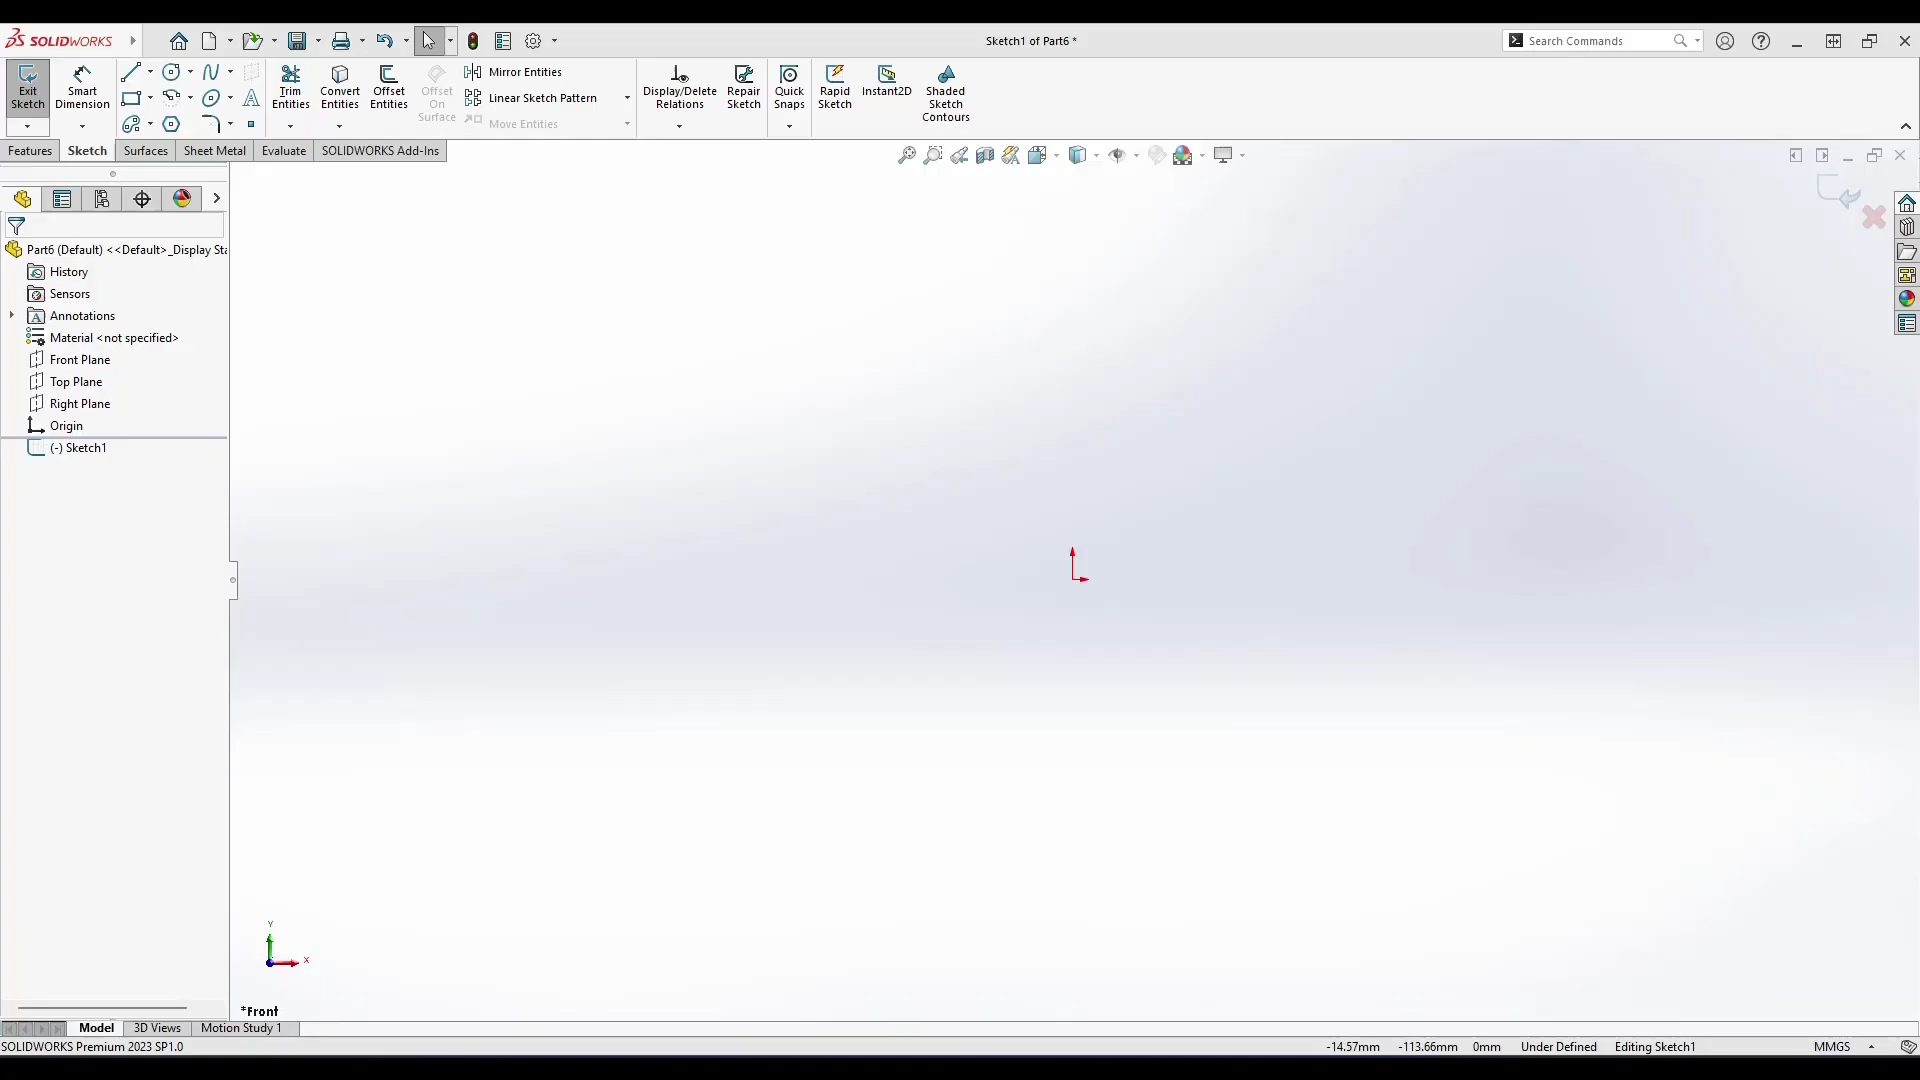 SOLIDWORKS
Sketch1 of Part6 *
Search Commands
Exit Sketch
Smart Dimension
Trim Entities
Convert Entities
Offset Entities
Offset On Surface
Mirror Entities
Linear Sketch Pattern
Move Entities
Display/Delete Relations
Repair Sketch
Quick Snaps
Rapid Sketch
Instant2D
Shaded Sketch Contours
Features
Sketch
Surfaces
Sheet Metal
Evaluate
SOLIDWORKS Add-Ins
Part6 (Default) <<Default>_Display Sta
History
Sensors
Annotations
Material <not specified>
Front Plane
Top Plane
Right Plane
Origin
(-) Sketch1
Y
X
*Front
Model
3D Views
Motion Study 1
SOLIDWORKS Premium 2023 SP1.0
-14.57mm
-113.66mm
0mm
Under Defined
Editing Sketch1
MMGS